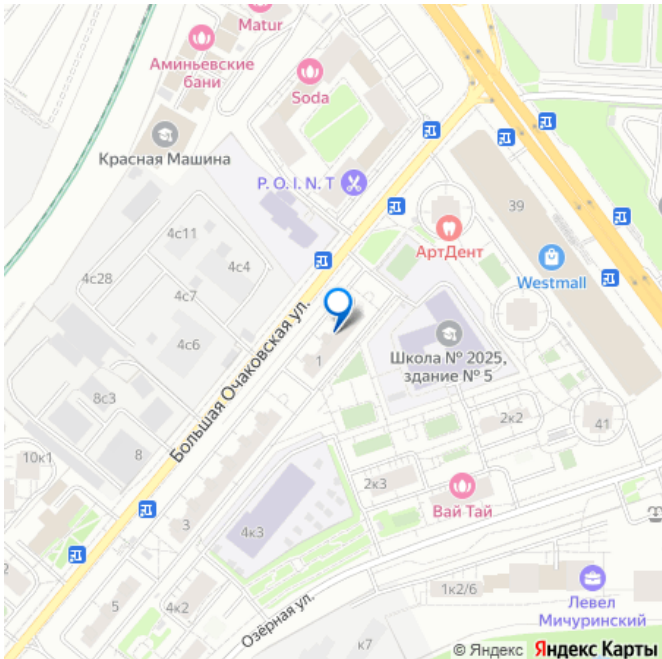 Matur
Аминьевские
бани
Soda
Красная Машина
P.O.I.N.T
39
АртДент
4с11
4с28
4с4
Westmall
4с7
Большая Очаковская ул.
4с6
1
Школа № 2025,
здание № 5
8с3
2к2
41
10к1
8
2к3
Вай Тай
3
4к3
2
1к2/6
5
4к2
Озёрная ул.
Левел
Мичуринский
к7
© Яндекс Яндекс Карты